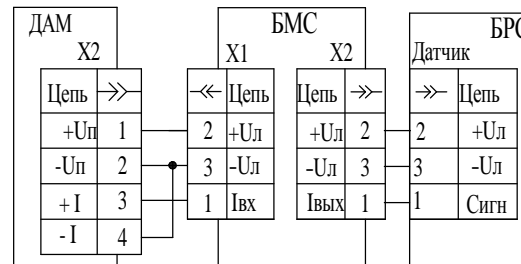 ДАМ БМС БРС
X2 X1 X2 Датчик
Цепь Цепь Цепь Цепь
+Uп 1 2 +Uл +Uл 2 2 +Uл
-Uп 2 3 -Uл -Uл 3 3 -Uл
+I 3 1 Iвх Iвых 1 1 Сигн
-I 4